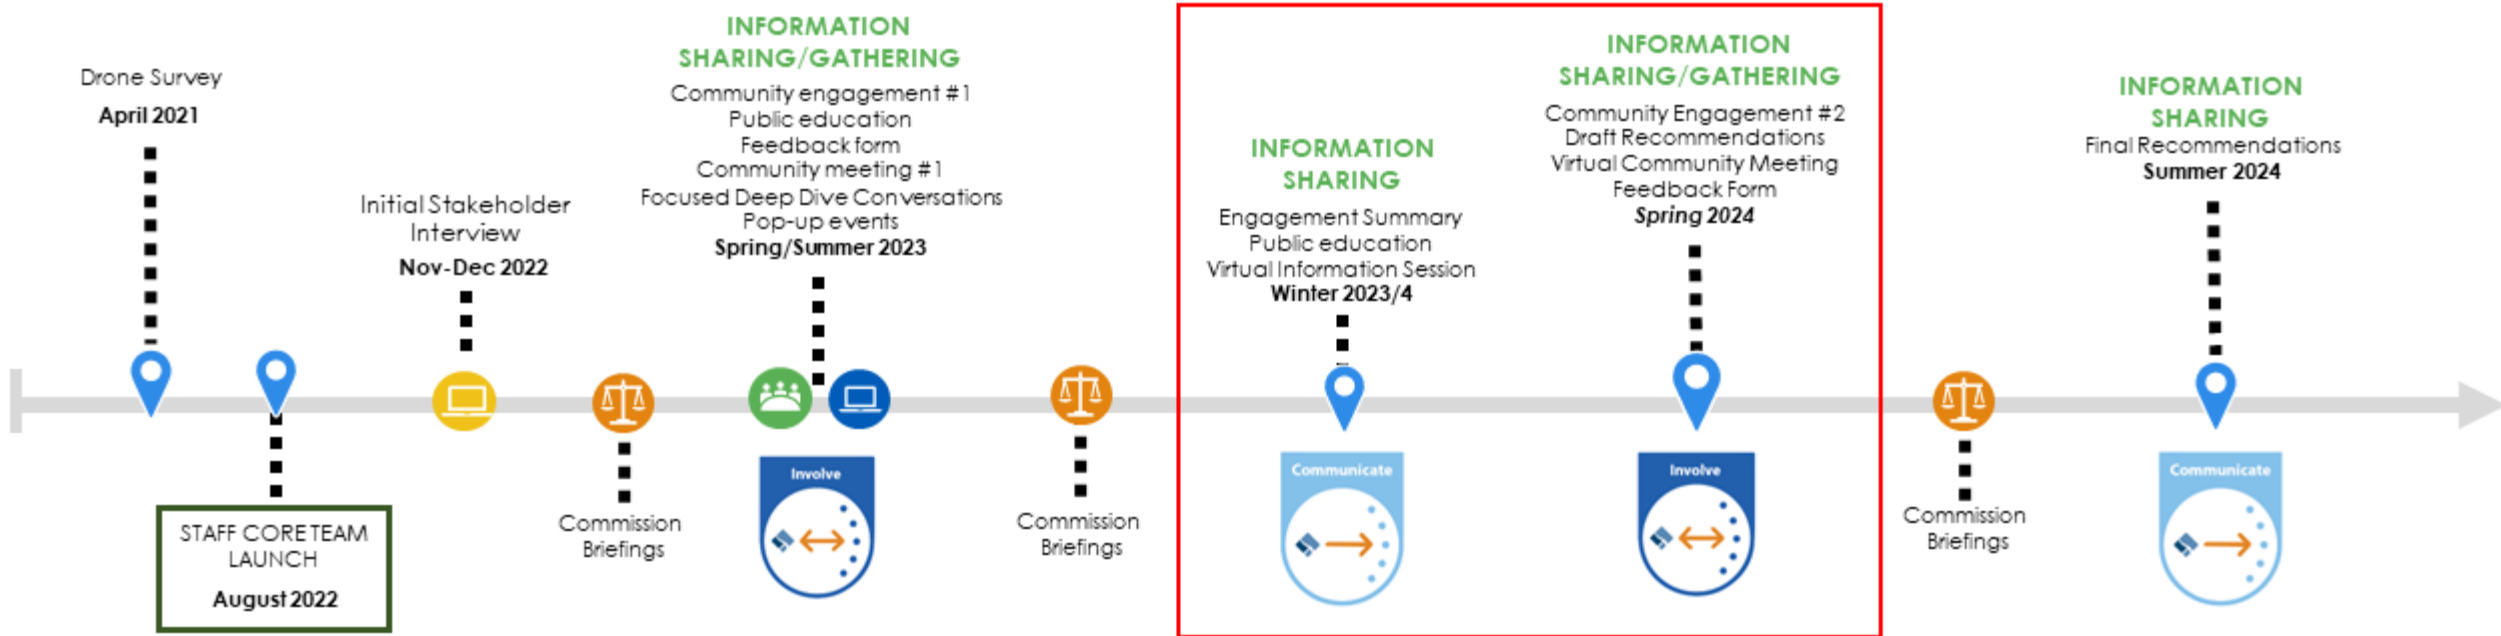 Drone Survey
April 2021
STAFF CORE TEAM
LAUNCH
August 2022
Initial Stakeholder
Interview
Nov-Dec 2022
Commission
Briefings
INFORMATION
SHARING/GATHERING
Community engagement #1
Public education
Feedback form
Community meeting #1
Focused Deep Dive Conversations
Pop-up events
Spring/Summer 2023
Involve
Commission
Briefings
INFORMATION
SHARING
Engagement Summary
Public education
Virtual Information Session
Winter 2023/4
Communicate
INFORMATION
SHARING/GATHERING
Community Engagement #2
Draft Recommendations
Virtual Community Meeting
Feedback Form
Spring 2024
Involve
Commission
Briefings
INFORMATION
SHARING
Final Recommendations
Summer 2024
Communicate